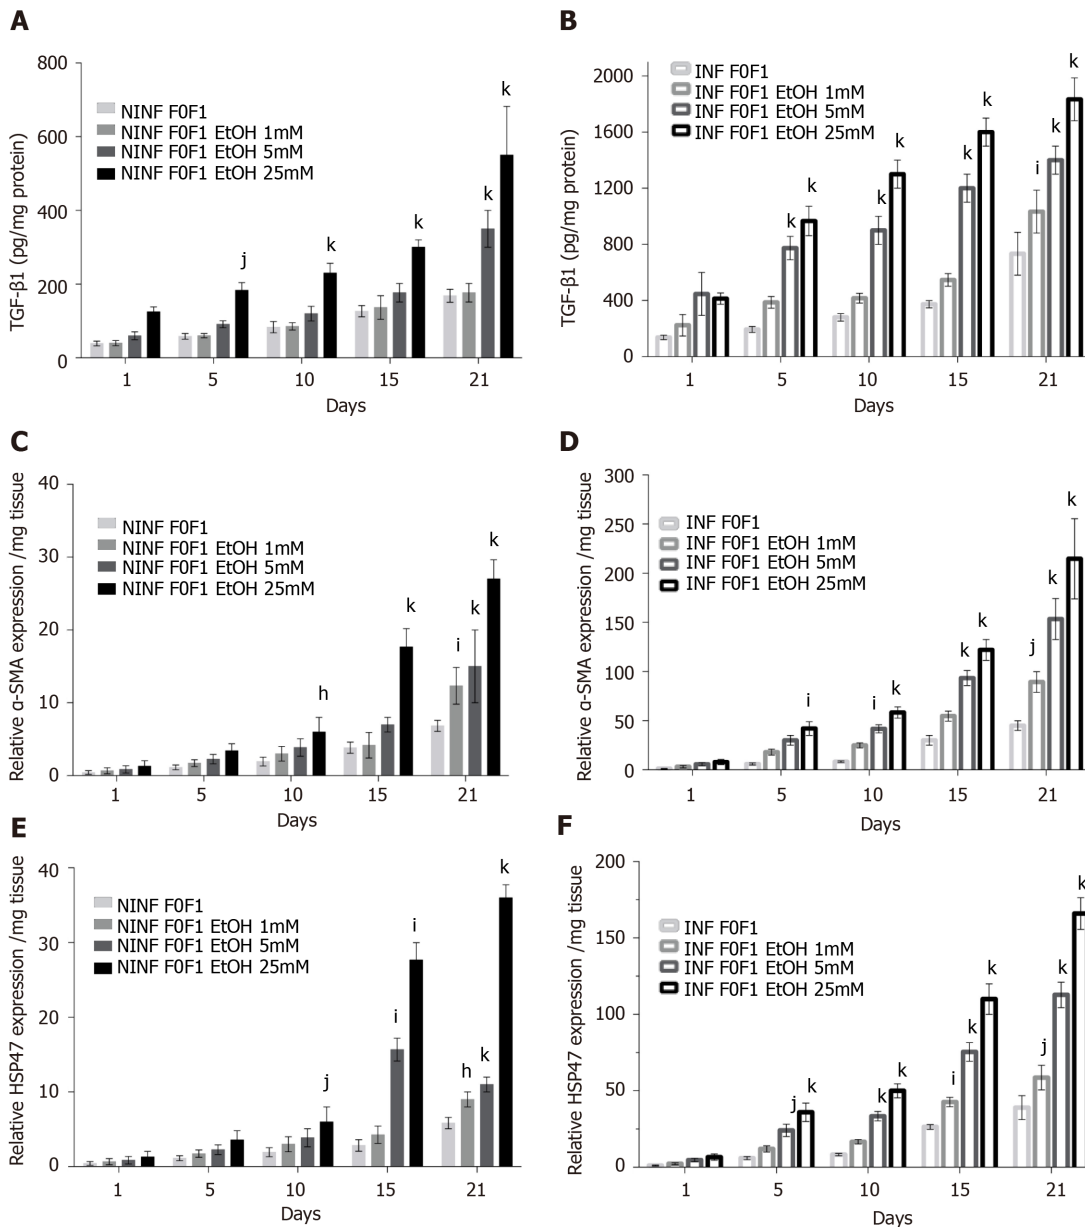 A
TGF-β1 (pg/mg protein)
800
600
400
200
0
NINF F0F1
NINF F0F1 EtOH 1mM
NINF F0F1 EtOH 5mM
NINF F0F1 EtOH 25mM
j
k
k
k
k
1
5
10
15
21
Days
B
TGF-β1 (pg/mg protein)
2000
1600
1200
800
400
0
INF F0F1
INF F0F1 EtOH 1mM
INF F0F1 EtOH 5mM
INF F0F1 EtOH 25mM
k
k
k
k
k
k
i
k
k
1
5
10
15
21
Days
C
Relative α-SMA expression /mg tissue
40
30
20
10
0
NINF F0F1
NINF F0F1 EtOH 1mM
NINF F0F1 EtOH 5mM
NINF F0F1 EtOH 25mM
h
k
i
k
k
1
5
10
15
21
Days
D
Relative α-SMA expression /mg tissue
300
250
200
150
100
50
0
INF F0F1
INF F0F1 EtOH 1mM
INF F0F1 EtOH 5mM
INF F0F1 EtOH 25mM
i
i
k
k
k
j
k
k
1
5
10
15
21
Days
E
Relative HSP47 expression /mg tissue
40
30
20
10
0
NINF F0F1
NINF F0F1 EtOH 1mM
NINF F0F1 EtOH 5mM
NINF F0F1 EtOH 25mM
j
i
i
h
k
k
1
5
10
15
21
Days
F
Relative HSP47 expression /mg tissue
200
150
100
50
0
INF F0F1
INF F0F1 EtOH 1mM
INF F0F1 EtOH 5mM
INF F0F1 EtOH 25mM
j
k
k
k
i
k
k
j
k
k
1
5
10
15
21
Days